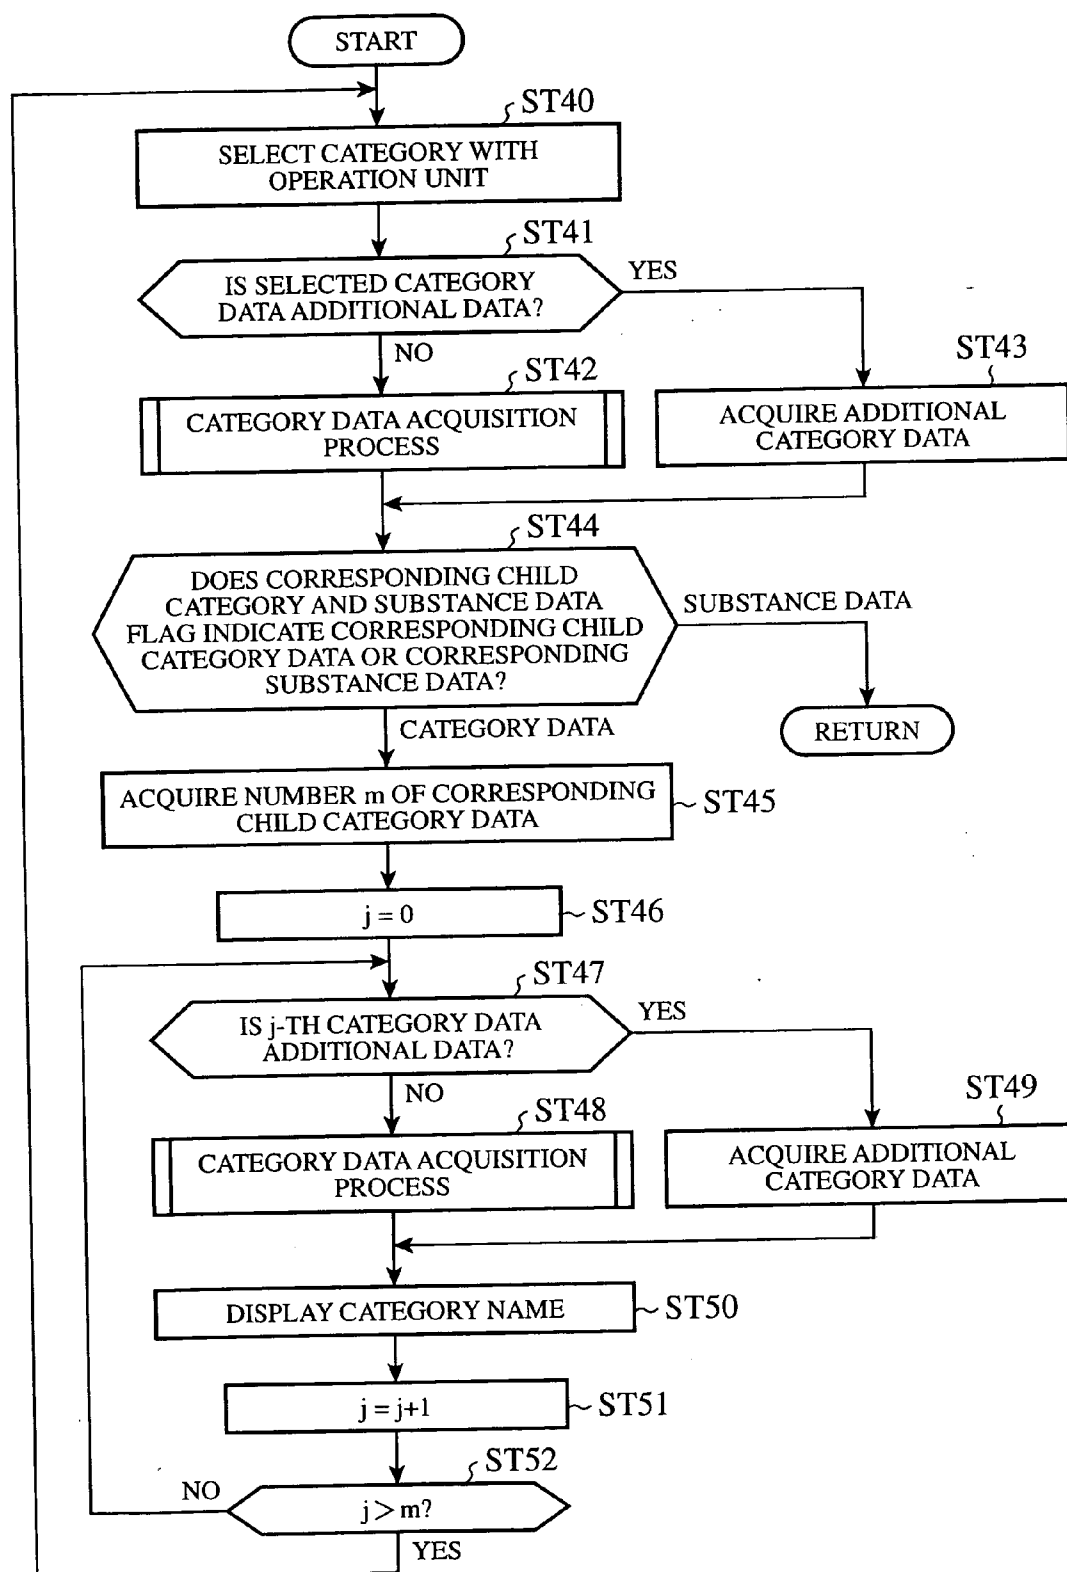 START
ST40
SELECT CATEGORY WITH
OPERATION UNIT
ST41
IS SELECTED CATEGORY
DATA ADDITIONAL DATA?
YES
NO
ST42
CATEGORY DATA ACQUISITION
PROCESS
ST43
ACQUIRE ADDITIONAL
CATEGORY DATA
ST44
DOES CORRESPONDING CHILD
CATEGORY AND SUBSTANCE DATA
FLAG INDICATE CORRESPONDING CHILD
CATEGORY DATA OR CORRESPONDING
SUBSTANCE DATA?
SUBSTANCE DATA
RETURN
CATEGORY DATA
ACQUIRE NUMBER m OF CORRESPONDING
CHILD CATEGORY DATA
ST45
j = 0
ST46
ST47
IS j-TH CATEGORY DATA
ADDITIONAL DATA?
YES
NO
ST48
CATEGORY DATA ACQUISITION
PROCESS
ST49
ACQUIRE ADDITIONAL
CATEGORY DATA
DISPLAY CATEGORY NAME
ST50
j = j+1
ST51
ST52
j > m?
NO
YES